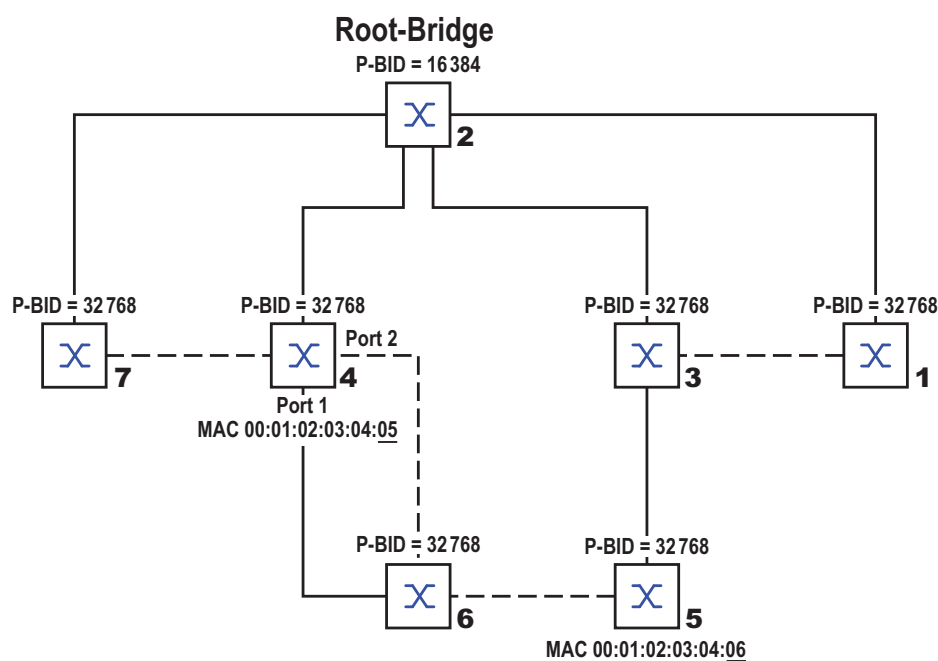 Root-Bridge
P-BID = 16 384
2
P-BID = 32 768
P-BID = 32 768
P-BID = 32 768
P-BID = 32 768
Port 2
7
4
3
1
Port 1
MAC 00:01:02:03:04:05
P-BID = 32 768
P-BID = 32 768
6
5
MAC 00:01:02:03:04:06